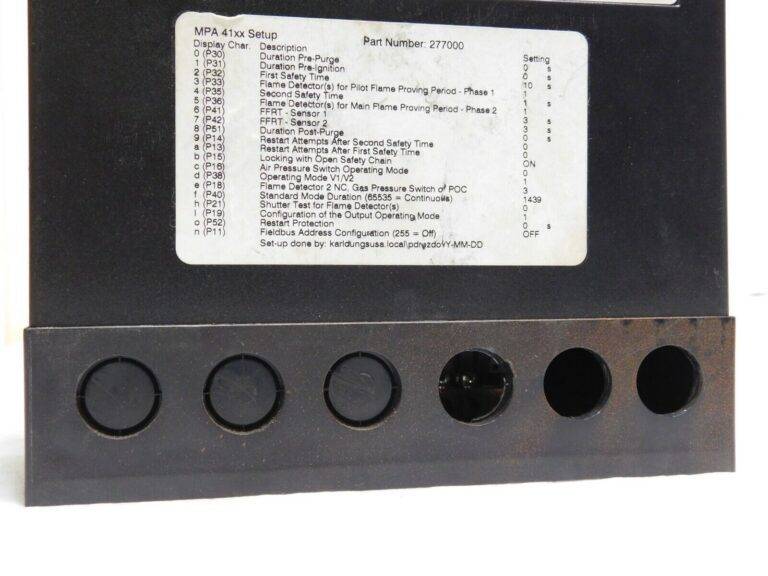 MPA 41xx Setup Part Number: 277000
Display Char. Description Setting
0 (P30) Duration Pre-Purge 0 s
1 (P31) Duration Pre-Ignition 0 s
2 (P32) First Safety Time 10 s
3 (P33) Flame Detector(s) for Pilot Flame Proving Period - Phase 1 1
4 (P35) Second Safety Time 1 s
5 (P36) Flame Detector(s) for Main Flame Proving Period - Phase 2 1
6 (P41) FFRT - Sensor 1 3 s
7 (P42) FFRT - Sensor 2 3 s
8 (P51) Duration Post-Purge 0 s
9 (P14) Restart Attempts After Second Safety Time 0
a (P13) Restart Attempts After First Safety Time 0
b (P15) Locking with Open Safety Chain ON
c (P16) Air Pressure Switch Operating Mode 0
d (P38) Operating Mode V1/V2 1
e (P18) Flame Detector 2 NC, Gas Pressure Switch of POC 3
f (P40) Standard Mode Duration (65535 = Continuous) 1439
h (P21) Shutter Test for Flame Detector(s) 0
i (P19) Configuration of the Output Operating Mode 1
o (P52) Restart Protection 0 s
n (P11) Fieldbus Address Configuration (255 = Off) OFF
Set-up done by: